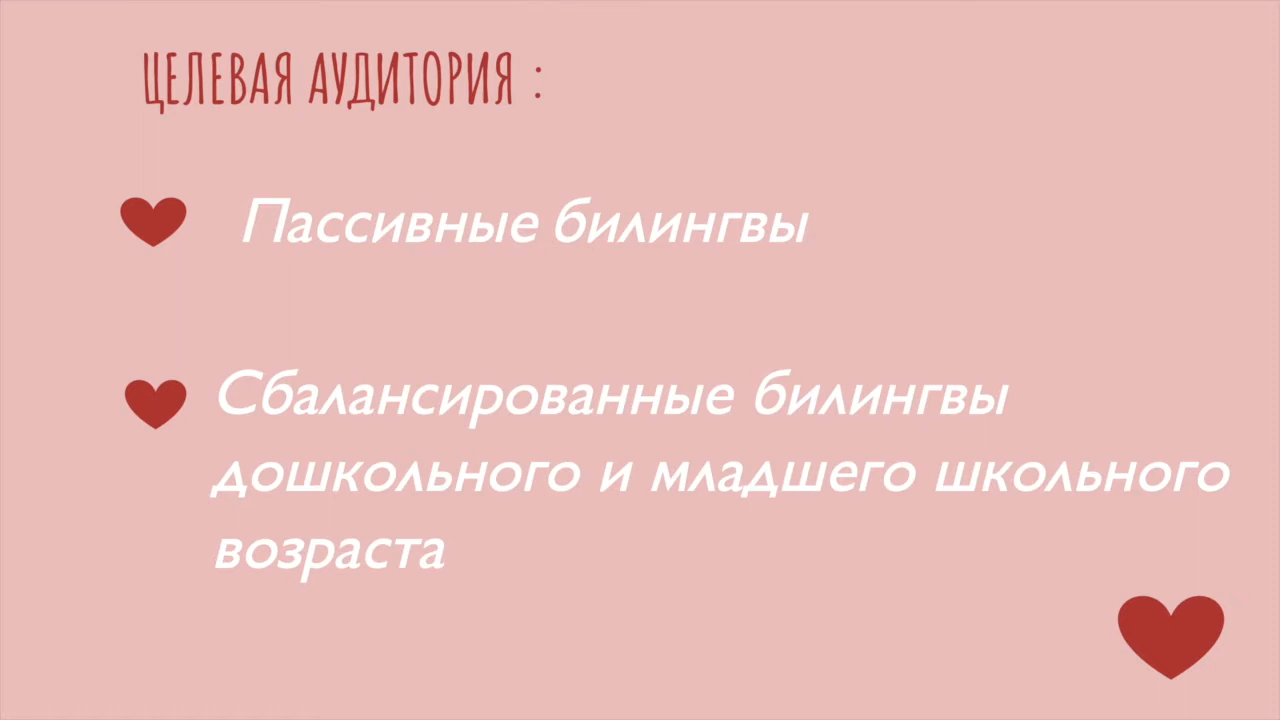 ЦЕЛЕВАЯ АУДИТОРИЯ :
Пассивные билингвы
Сбалансированные билингвы
дошкольного и младшего школьного
возраста